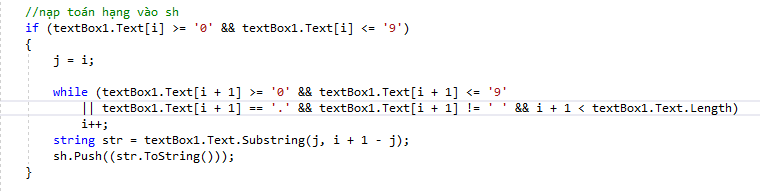 //nạp toán hạng vào sh
if (textBox1.Text[i] >= '0' && textBox1.Text[i] <= '9')
{
j = i;
while (textBox1.Text[i + 1] >= '0' && textBox1.Text[i + 1] <= '9'
|| textBox1.Text[i + 1] == '.' && textBox1.Text[i + 1] != ' ' && i + 1 < textBox1.Text.Length)
i++;
string str = textBox1.Text.Substring(j, i + 1 - j);
sh.Push((str.ToString()));
}